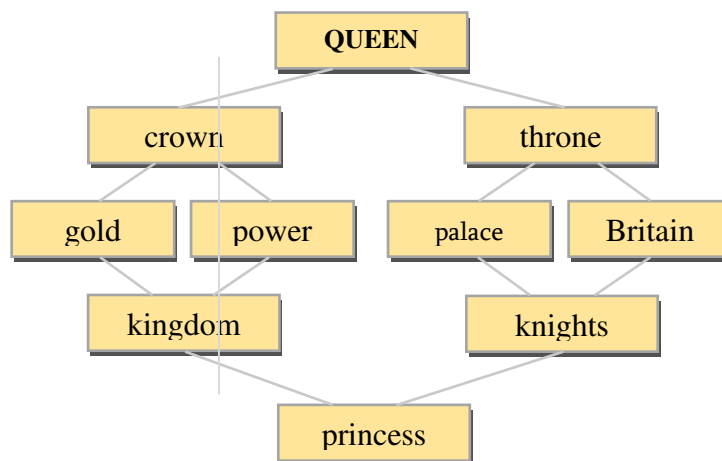 QUEEN
crown
throne
gold
power
palace
Britain
kingdom
knights
princess